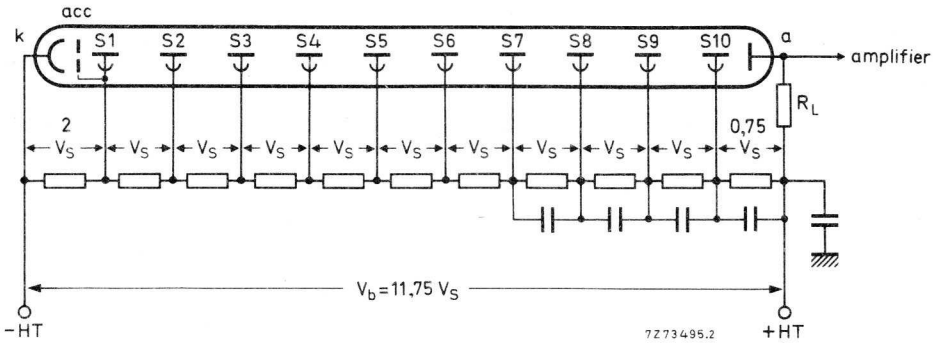 acc
k S1 S2 S3 S4 S5 S6 S7 S8 S9 S10 a
amplifier
R_L
2 0,75
V_S V_S V_S V_S V_S V_S V_S V_S V_S V_S V_S
V_b=11,75 V_S
-HT 7Z73495.2 +HT